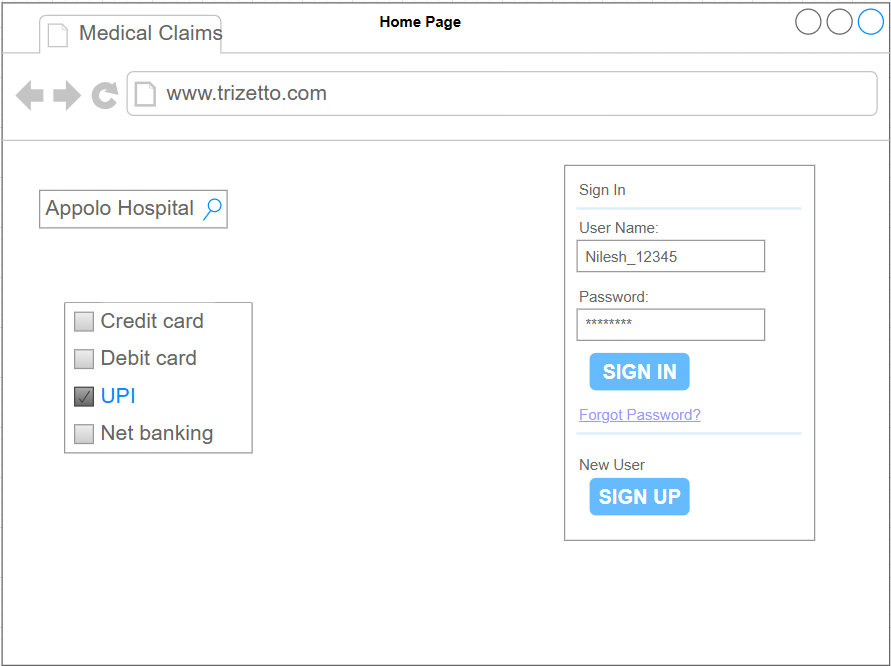 Home Page
Medical Claims
www.trizetto.com
Appolo Hospital
Credit card
Debit card
UPI
Net banking
Sign In
User Name:
Nilesh_12345
Password:
********
SIGN IN
Forgot Password?
New User
SIGN UP